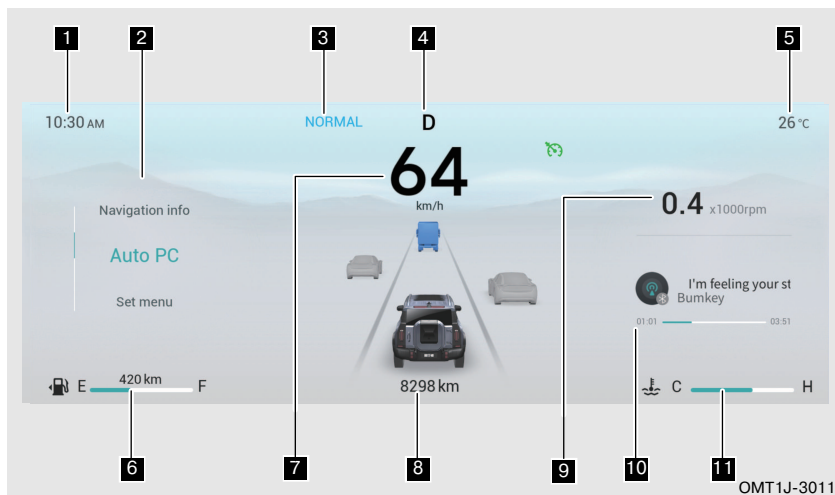 1 2 3 4 5
10:30 AM NORMAL D 26 °C
64
km/h
7 9
0.4 x1000rpm
Navigation info
Auto PC
Set menu
I'm feeling your st
Bumkey
01:01 03:51
E 420 km F
8298 km
C H
6 7 8 9 10 11
OMT1J-3011